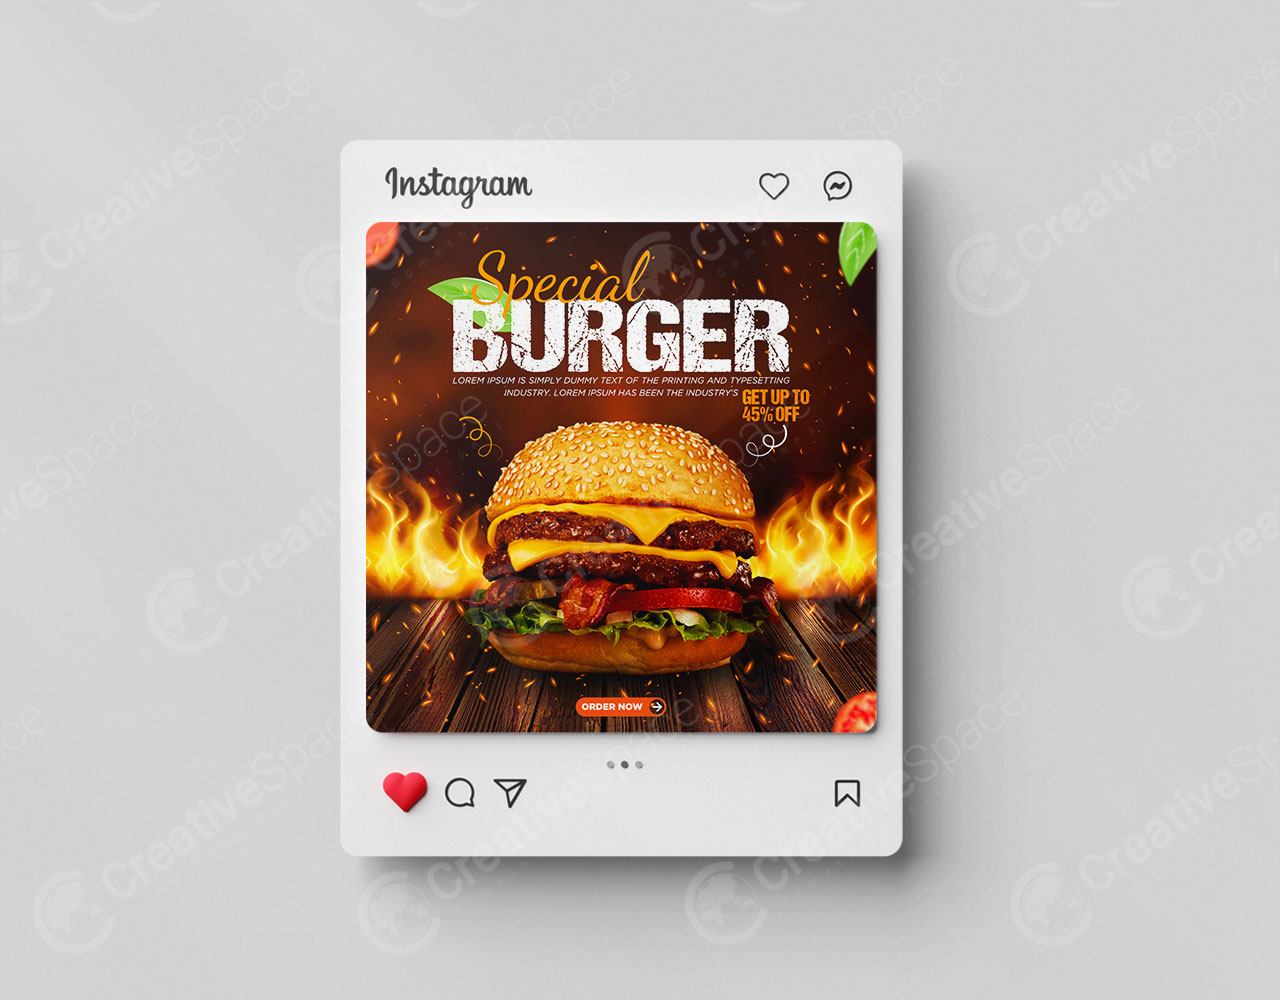 Instagram
Special
BURGER
LOREM IPSUM IS SIMPLY DUMMY TEXT OF THE PRINTING AND TYPESETTING
INDUSTRY. LOREM IPSUM HAS BEEN THE INDUSTRY'S
GET UP TO
45% OFF
ORDER NOW
CreativeSpace